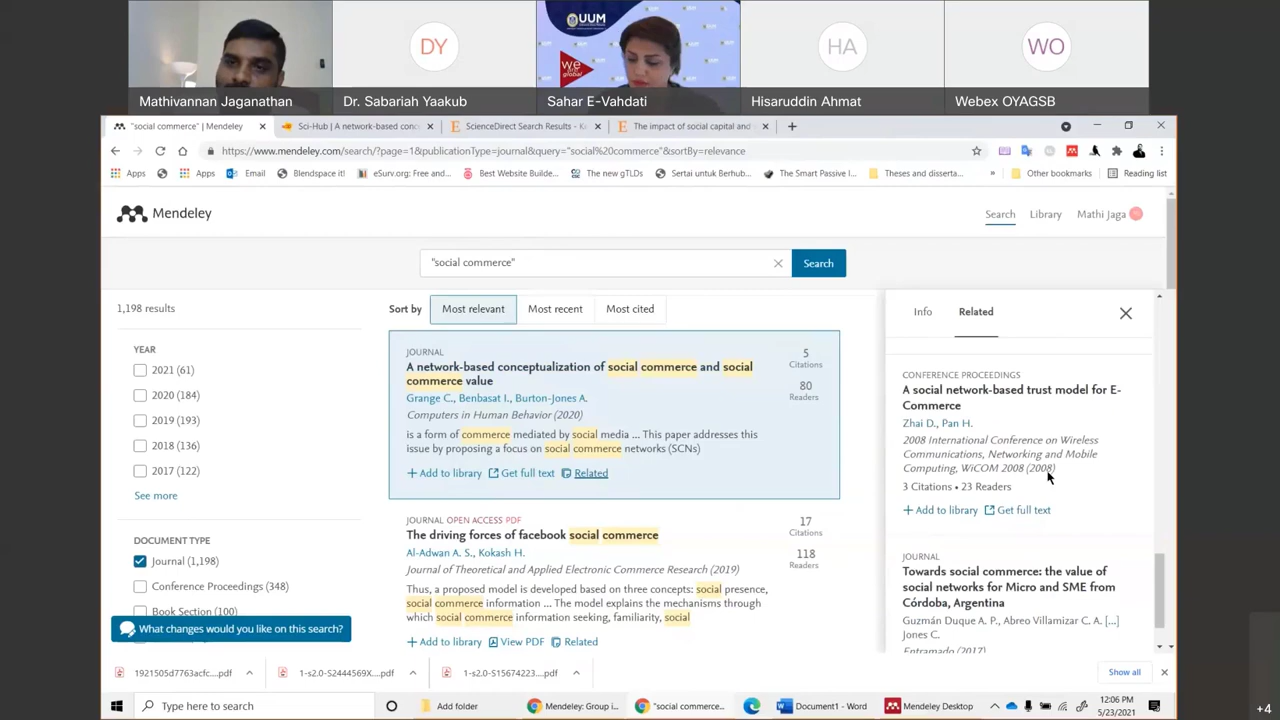 UUM
we
global
DY
HA
WO
Mathivannan Jaganathan
Dr. Sabariah Yaakub
Sahar E-Vahdati
Hisaruddin Ahmat
Webex OYAGSB
"social commerce" | Mendeley
Sci-Hub | A network-based conc
ScienceDirect Search Results - K
The impact of social capital and
https://www.mendeley.com/search/?page=1&publicationType=journal&query="social%20commerce"&sortBy=relevance
Apps
Apps
Email
Blendspace it!
eSurv.org: Free-an...
Best Website Builde...
The new gTLDs
Sertai untuk Berhub...
The Smart Passive I...
Theses and disserta...
»
Other bookmarks
Reading list
Mendeley
Search
Library
Mathi Jaga
"social commerce"
Search
1,198 results
YEAR
2021 (61)
2020 (184)
2019 (193)
2018 (136)
2017 (122)
See more
DOCUMENT TYPE
Journal (1,198)
Conference Proceedings (348)
Book Section (100)
What changes would you like on this search?
Sort by
Most relevant
Most recent
Most cited
JOURNAL
A network-based conceptualization of social commerce and social
commerce value
Grange C., Benbasat I., Burton-Jones A.
Computers in Human Behavior (2020)
is a form of commerce mediated by social media ... This paper addresses this
issue by proposing a focus on social commerce networks (SCNs)
+ Add to library
Get full text
Related
5
Citations
80
Readers
JOURNAL OPEN ACCESS PDF
The driving forces of facebook social commerce
Al-Adwan A. S., Kokash H.
Journal of Theoretical and Applied Electronic Commerce Research (2019)
Thus, a proposed model is developed based on three concepts: social presence,
social commerce information ... The model explains the mechanisms through
which social commerce information seeking, familiarity, social
+ Add to library
View PDF
Related
17
Citations
118
Readers
Info
Related
CONFERENCE PROCEEDINGS
A social network-based trust model for E-
Commerce
Zhai D., Pan H.
2008 International Conference on Wireless
Communications, Networking and Mobile
Computing, WiCOM 2008 (2008)
3 Citations • 23 Readers
+ Add to library
Get full text
JOURNAL
Towards social commerce: the value of
social networks for Micro and SME from
Córdoba, Argentina
Guzmán Duque A. P., Abreo Villamizar C. A. [...]
Jones C.
Entramado (2017)
1921505d7763acfc....pdf
1-s2.0-S2444569X....pdf
1-s2.0-S15674223....pdf
Show all
Type here to search
Add folder
Mendeley: Group i...
"social commerce...
Document1 - Word
Mendeley Desktop
12:06 PM
5/23/2021
+4